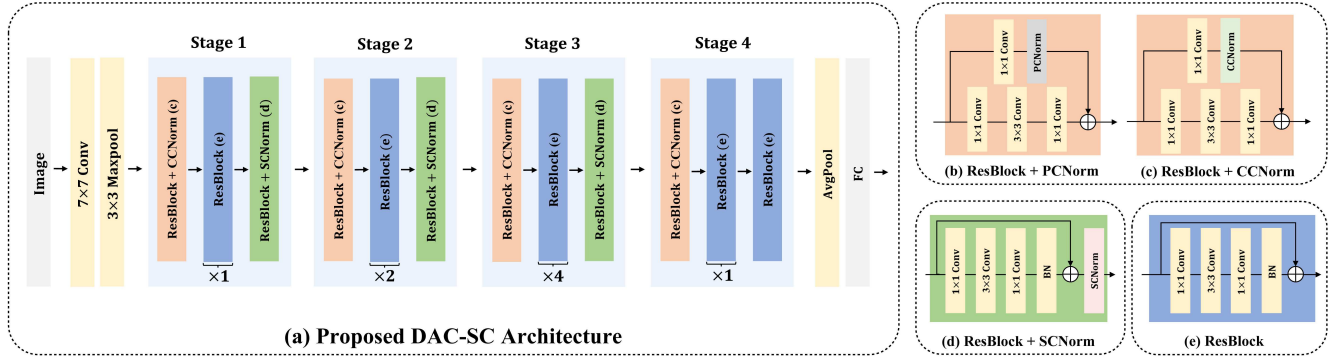 Stage 1
Stage 2
Stage 3
Stage 4
Image
7×7 Conv
3×3 Maxpool
ResBlock + CCNorm (c)
ResBlock (e)
ResBlock + SCNorm (d)
×1
ResBlock + CCNorm (c)
ResBlock (e)
ResBlock + SCNorm (d)
×2
ResBlock + CCNorm (c)
ResBlock (e)
ResBlock + SCNorm (d)
×4
ResBlock + CCNorm (c)
ResBlock (e)
ResBlock (e)
×1
AvgPool
FC
(a) Proposed DAC-SC Architecture
1×1 Conv
PCNorm
1×1 Conv
3×3 Conv
1×1 Conv
(b) ResBlock + PCNorm
1×1 Conv
CCNorm
1×1 Conv
3×3 Conv
1×1 Conv
(c) ResBlock + CCNorm
1×1 Conv
3×3 Conv
1×1 Conv
BN
SCNorm
(d) ResBlock + SCNorm
1×1 Conv
3×3 Conv
1×1 Conv
BN
(e) ResBlock